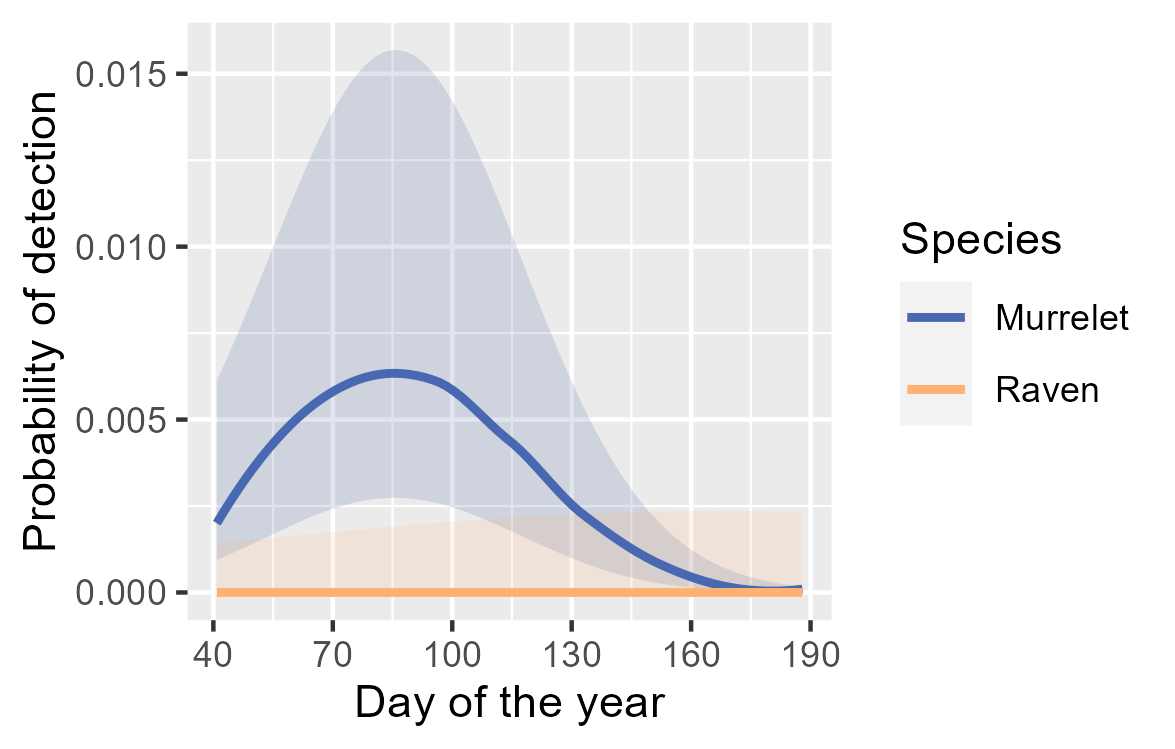 Probability of detection
0.015
0.010
0.005
0.000
40 70 100 130 160 190
Day of the year
Species
Murrelet
Raven